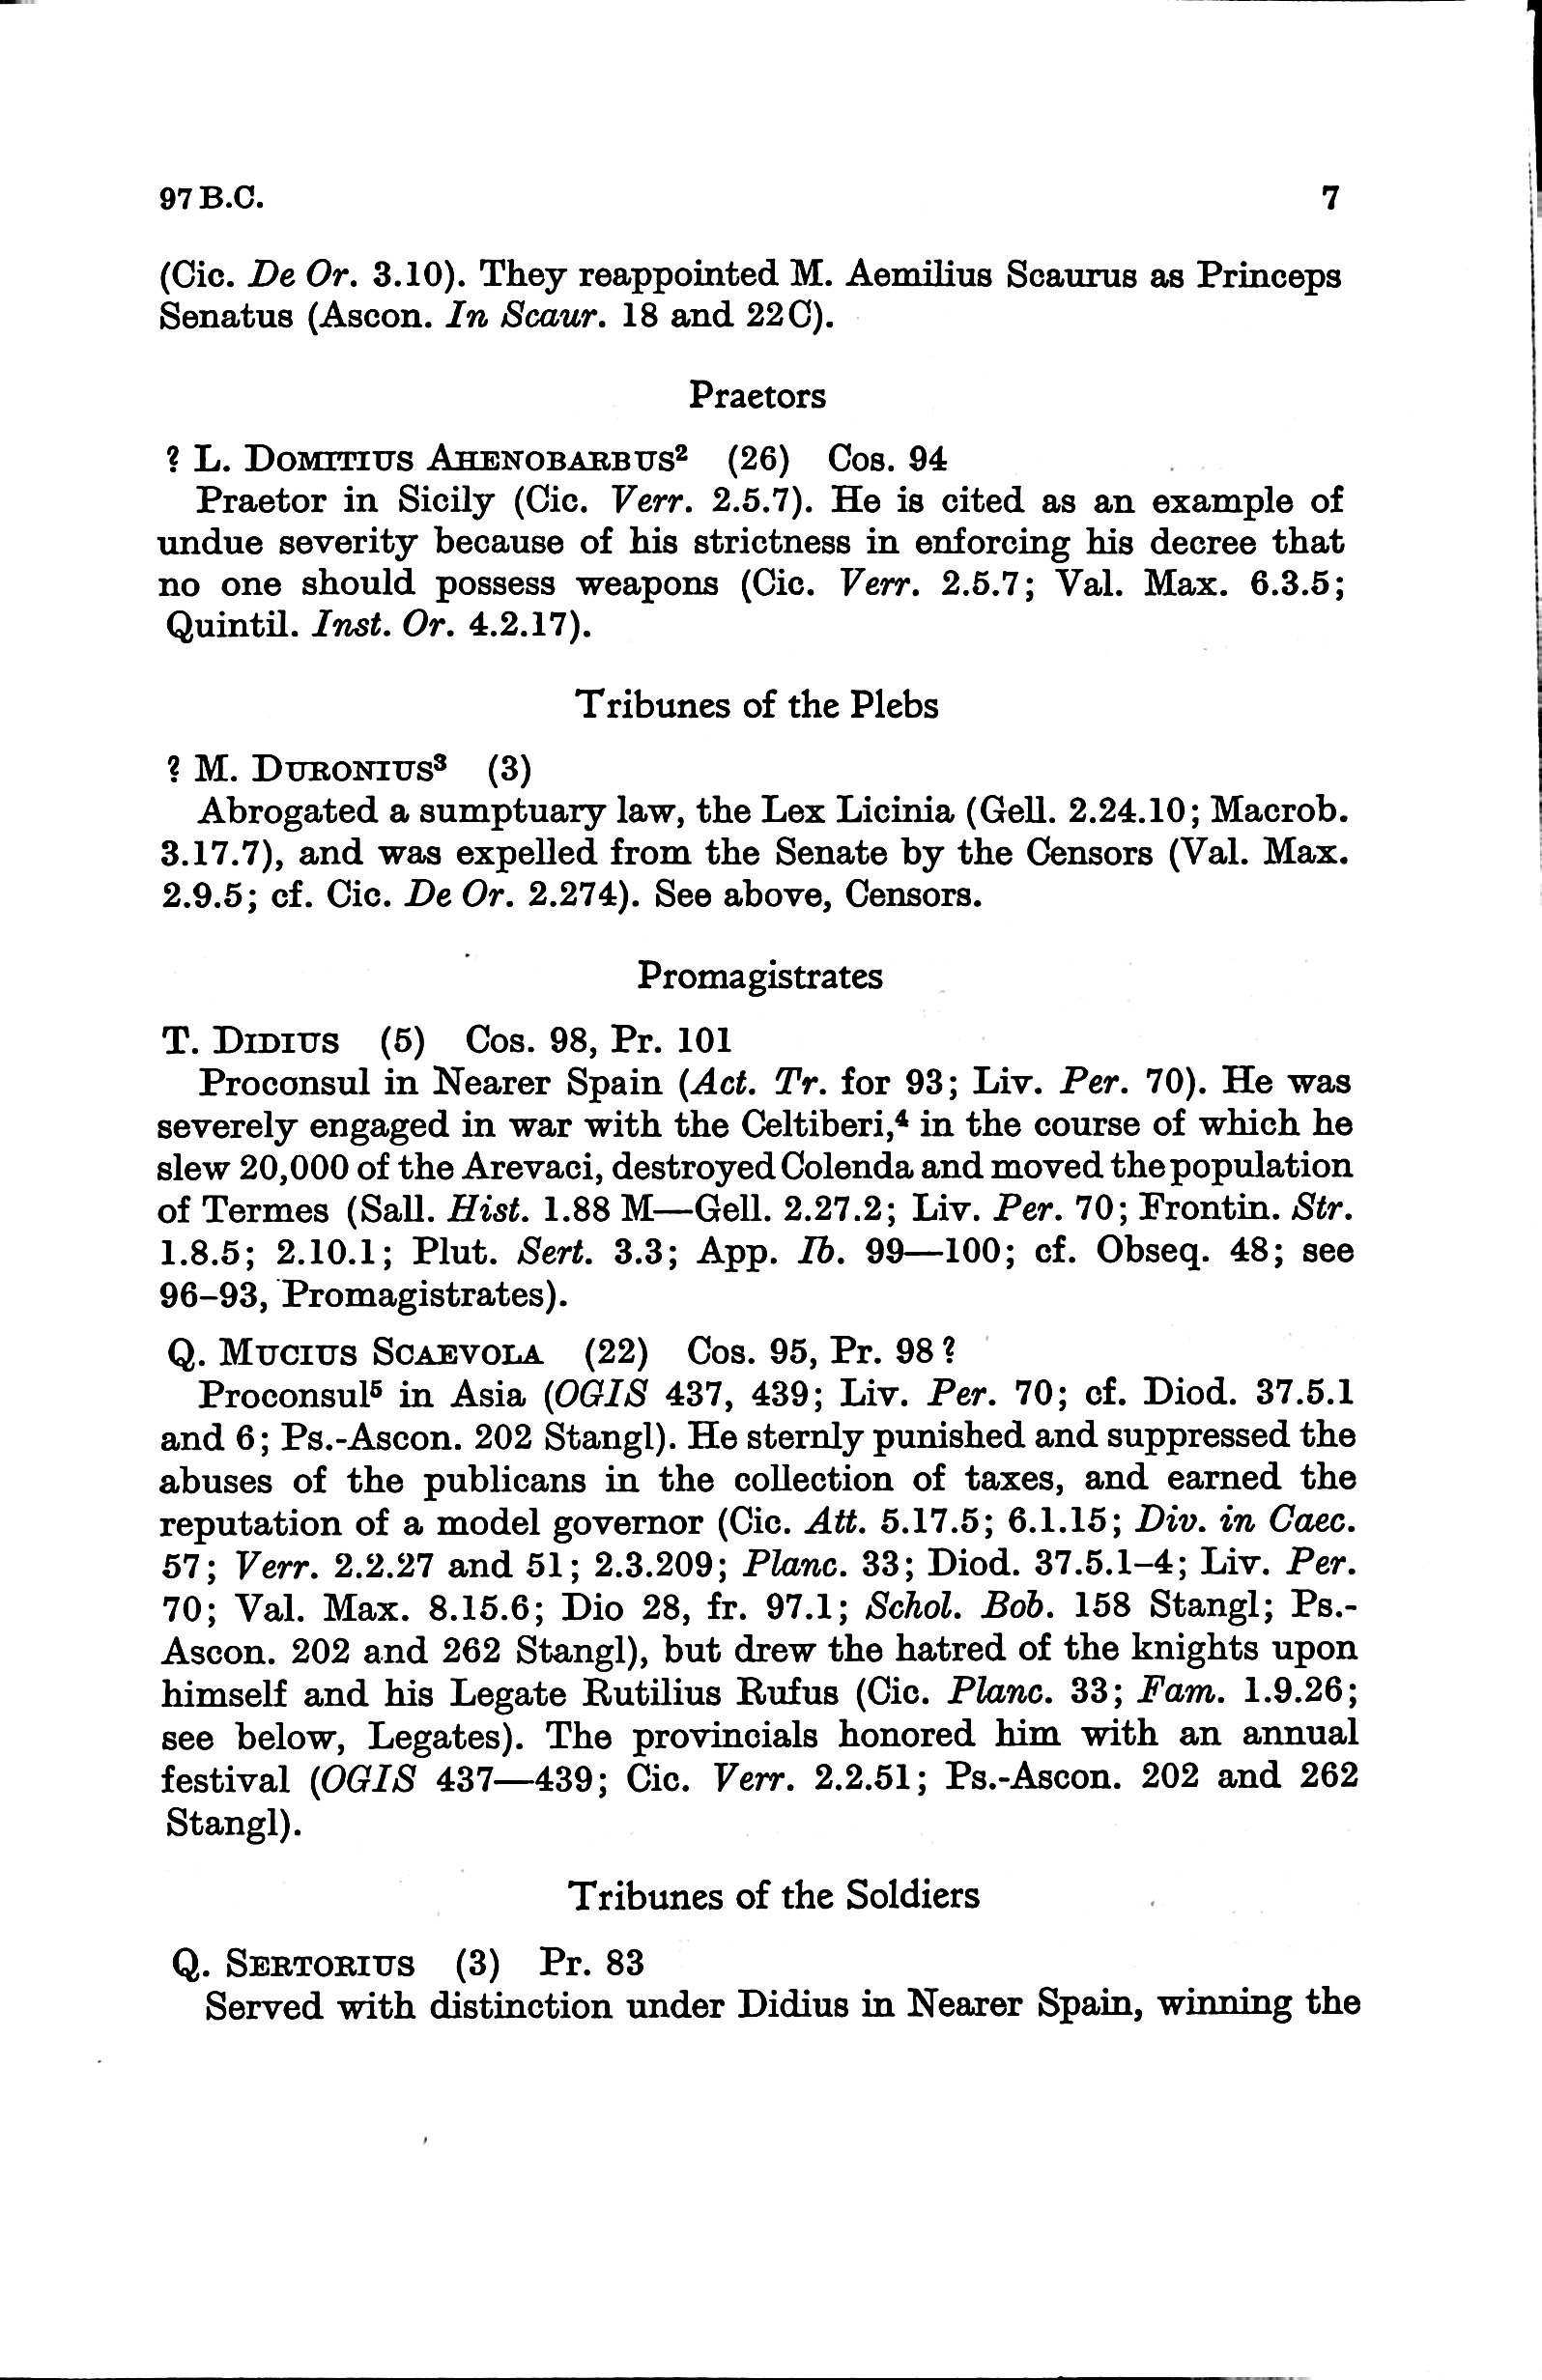 97 B.C. 7
(Cic. De Or. 3.10). They reappointed M. Aemilius Scaurus as Princeps
Senatus (Ascon. In Scaur. 18 and 22C).
Praetors
? L. Domitius Ahenobarbus² (26) Cos. 94
Praetor in Sicily (Cic. Verr. 2.5.7). He is cited as an example of
undue severity because of his strictness in enforcing his decree that
no one should possess weapons (Cic. Verr. 2.5.7; Val. Max. 6.3.5;
Quintil. Inst. Or. 4.2.17).
Tribunes of the Plebs
? M. Duronius³ (3)
Abrogated a sumptuary law, the Lex Licinia (Gell. 2.24.10; Macrob.
3.17.7), and was expelled from the Senate by the Censors (Val. Max.
2.9.5; cf. Cic. De Or. 2.274). See above, Censors.
Promagistrates
T. Didius (5) Cos. 98, Pr. 101
Proconsul in Nearer Spain (Act. Tr. for 93; Liv. Per. 70). He was
severely engaged in war with the Celtiberi,⁴ in the course of which he
slew 20,000 of the Arevaci, destroyed Colenda and moved the population
of Termes (Sall. Hist. 1.88 M—Gell. 2.27.2; Liv. Per. 70; Frontin. Str.
1.8.5; 2.10.1; Plut. Sert. 3.3; App. Ib. 99—100; cf. Obseq. 48; see
96–93, Promagistrates).
Q. Mucius Scaevola (22) Cos. 95, Pr. 98?
Proconsul⁵ in Asia (OGIS 437, 439; Liv. Per. 70; cf. Diod. 37.5.1
and 6; Ps.-Ascon. 202 Stangl). He sternly punished and suppressed the
abuses of the publicans in the collection of taxes, and earned the
reputation of a model governor (Cic. Att. 5.17.5; 6.1.15; Div. in Caec.
57; Verr. 2.2.27 and 51; 2.3.209; Planc. 33; Diod. 37.5.1–4; Liv. Per.
70; Val. Max. 8.15.6; Dio 28, fr. 97.1; Schol. Bob. 158 Stangl; Ps.-
Ascon. 202 and 262 Stangl), but drew the hatred of the knights upon
himself and his Legate Rutilius Rufus (Cic. Planc. 33; Fam. 1.9.26;
see below, Legates). The provincials honored him with an annual
festival (OGIS 437—439; Cic. Verr. 2.2.51; Ps.-Ascon. 202 and 262
Stangl).
Tribunes of the Soldiers
Q. Sertorius (3) Pr. 83
Served with distinction under Didius in Nearer Spain, winning the